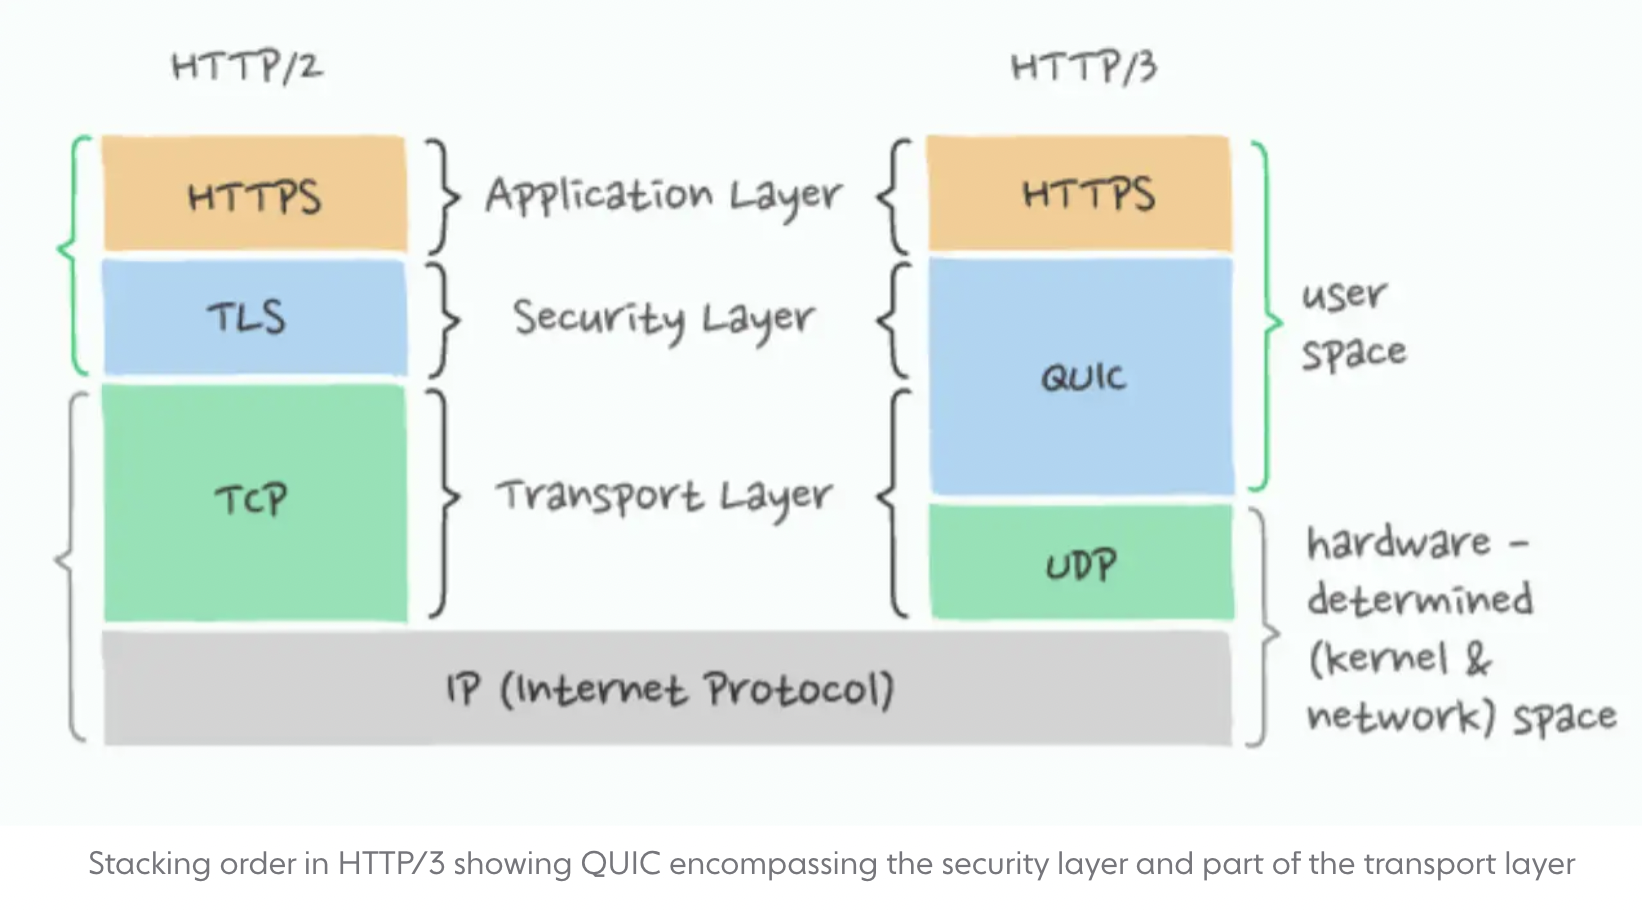 HTTP/2
HTTP/3
HTTPS
Application Layer
HTTPS
TLS
Security Layer
user
space
QUIC
TCP
Transport Layer
UDP
hardware -
determined
(kernel &
network) space
IP (Internet Protocol)
Stacking order in HTTP/3 showing QUIC encompassing the security layer and part of the transport layer